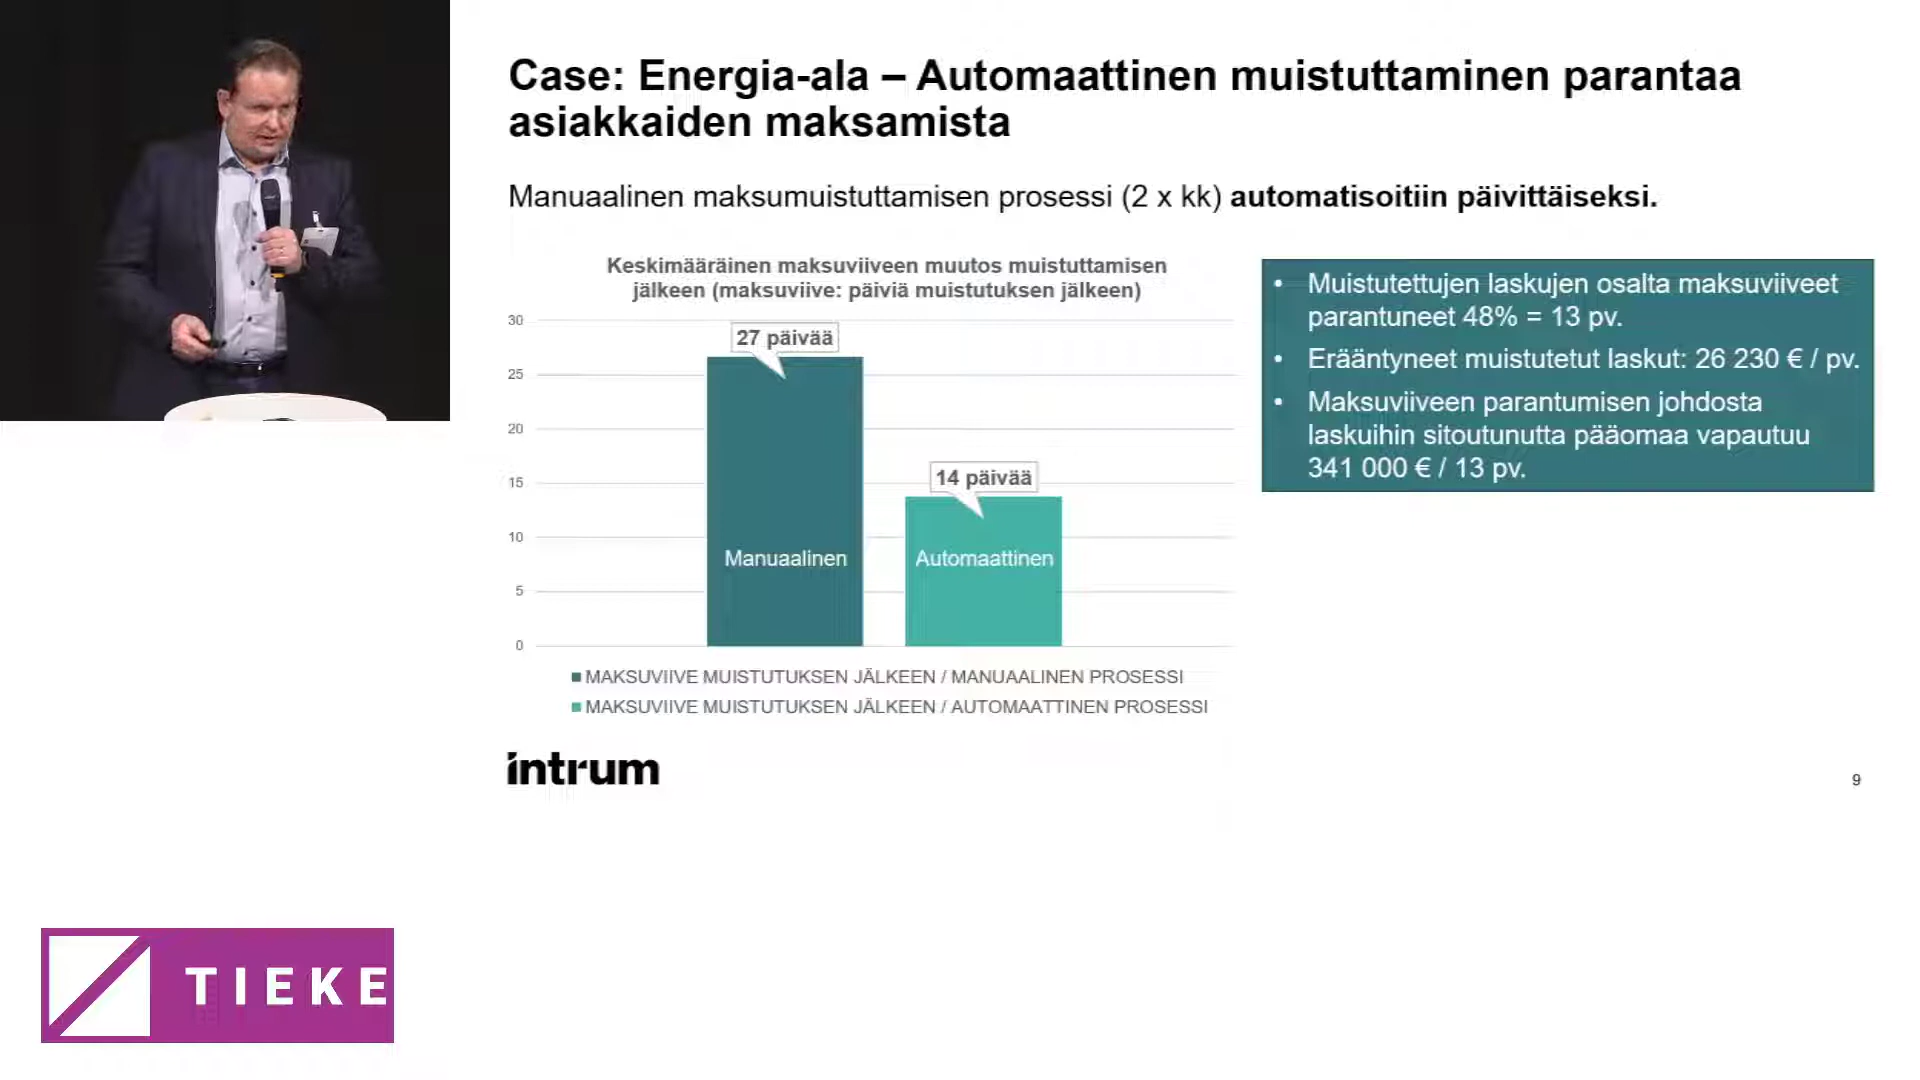 Case: Energia-ala – Automaattinen muistuttaminen parantaa
asiakkaiden maksamista
Manuaalinen maksumuistuttamisen prosessi (2 x kk) automatisoitiin päivittäiseksi.
Keskimääräinen maksuviiveen muutos muistuttamisen
jälkeen (maksuviive: päiviä muistutuksen jälkeen)
30
25
20
15
10
5
0
27 päivää
14 päivää
Manuaalinen
Automaattinen
MAKSUVIIVE MUISTUTUKSEN JÄLKEEN / MANUAALINEN PROSESSI
MAKSUVIIVE MUISTUTUKSEN JÄLKEEN / AUTOMAATTINEN PROSESSI
• Muistutettujen laskujen osalta maksuviiveet
parantuneet 48% = 13 pv.
• Erääntyneet muistutetut laskut: 26 230 € / pv.
• Maksuviiveen parantumisen johdosta
laskuihin sitoutunutta pääomaa vapautuu
341 000 € / 13 pv.
intrum
9
TIEKE